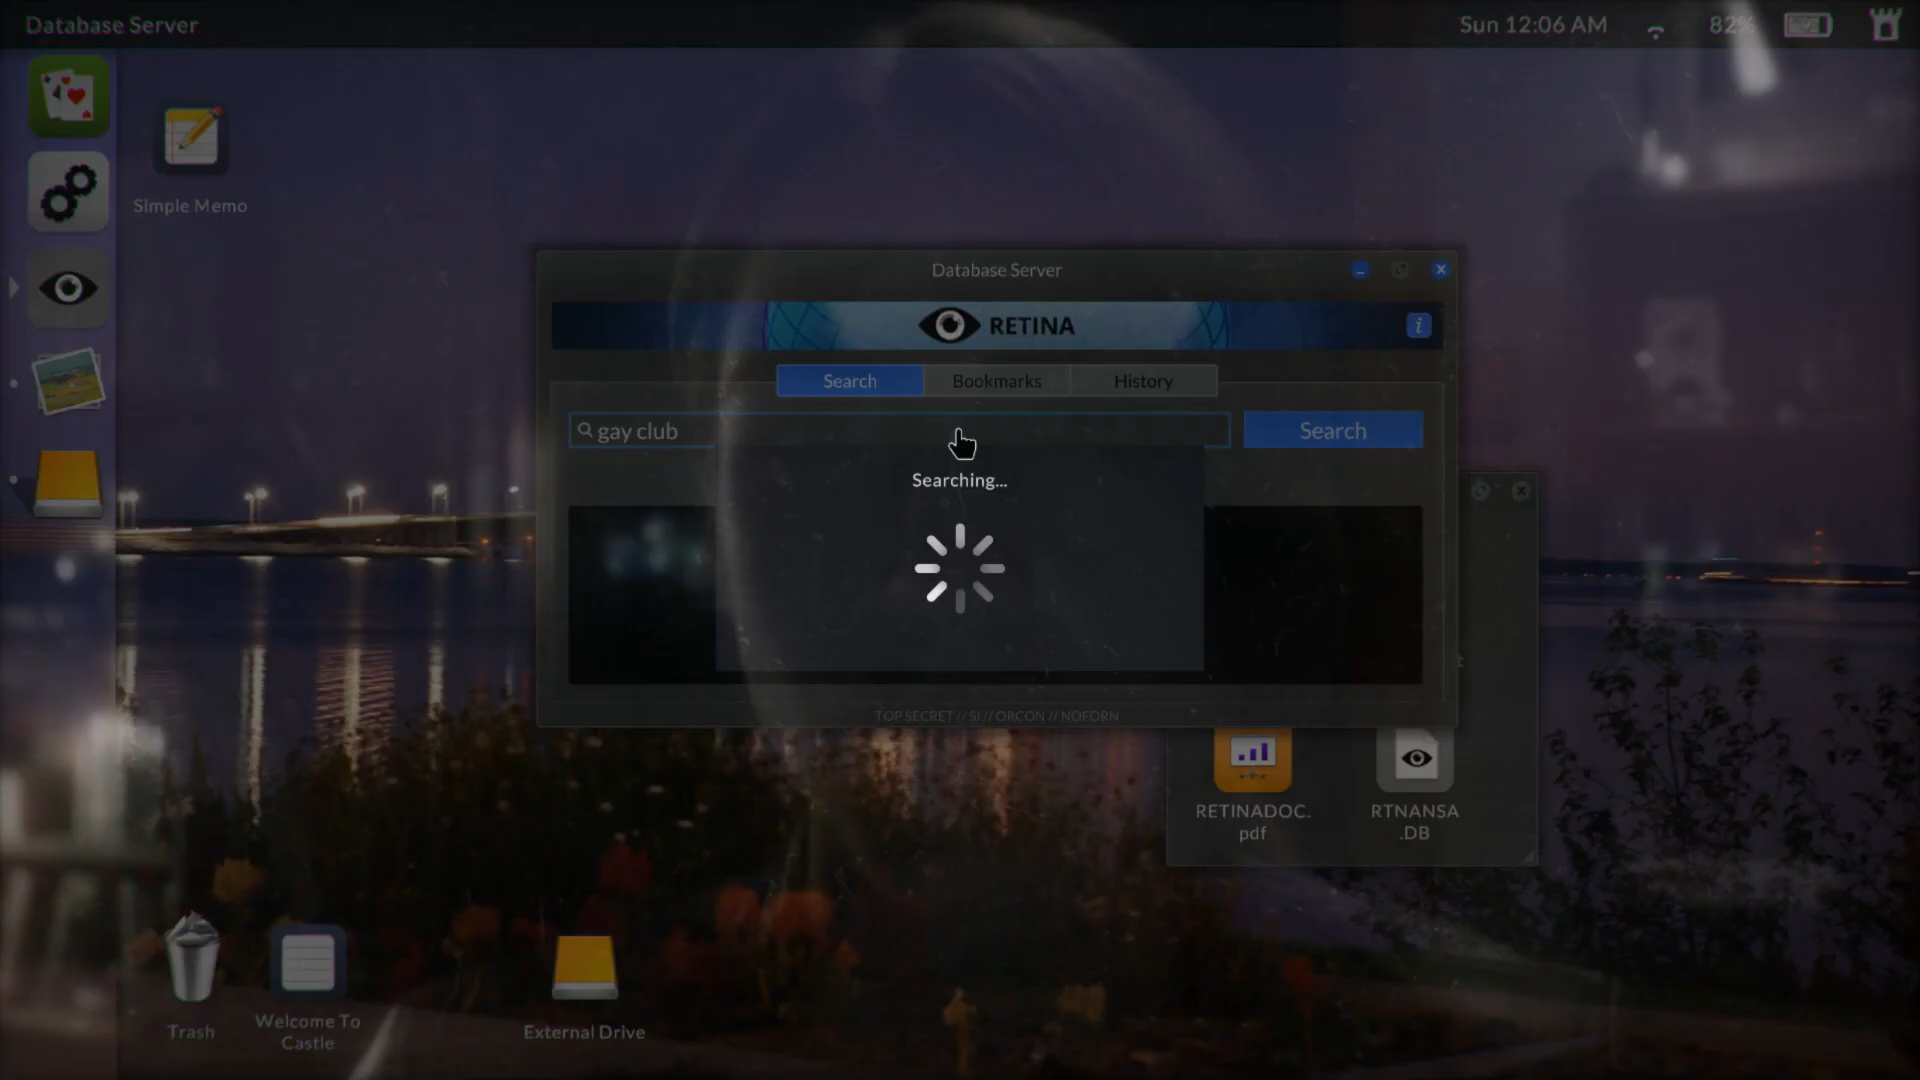 Database Server
Sun 12:06 AM
82%
Simple Memo
Database Server
RETINA
i
Search
Bookmarks
History
gay club
Search
Searching...
TOP SECRET // SI // ORCON // NOFORN
RETINADOC.
pdf
RTNANSA
.DB
Trash
Welcome To
Castle
External Drive